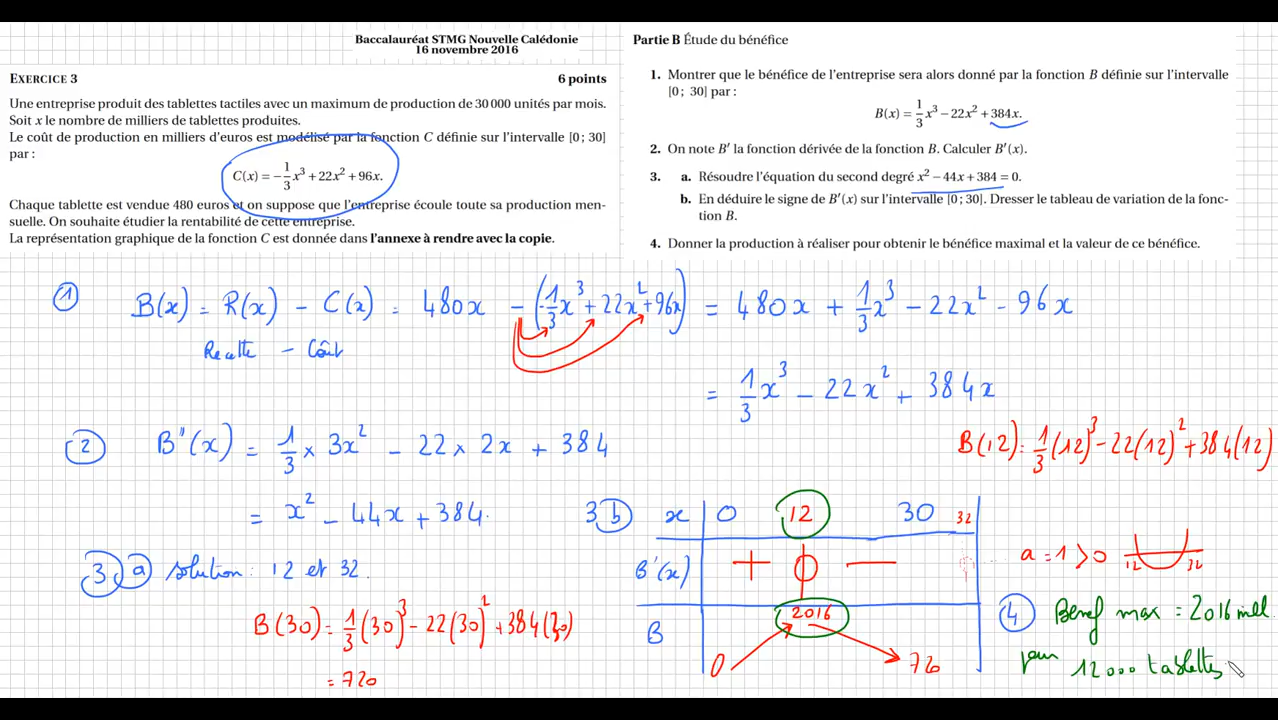 Baccalauréat STMG Nouvelle Calédonie
16 novembre 2016
EXERCICE 3 6 points
Une entreprise produit des tablettes tactiles avec un maximum de production de 30 000 unités par mois.
Soit x le nombre de milliers de tablettes produites.
Le coût de production en milliers d'euros est modélisé par la fonction C définie sur l'intervalle [0 ; 30]
par :
C(x) = −1/3x³ + 22x² + 96x.
Chaque tablette est vendue 480 euros et on suppose que l'entreprise écoule toute sa production men-
suelle. On souhaite étudier la rentabilité de cette entreprise.
La représentation graphique de la fonction C est donnée dans l'annexe à rendre avec la copie.
Partie B Étude du bénéfice
1. Montrer que le bénéfice de l'entreprise sera alors donné par la fonction B définie sur l'intervalle
[0 ; 30] par :
B(x) = 1/3x³ − 22x² + 384x.
2. On note B′ la fonction dérivée de la fonction B. Calculer B′(x).
3. a. Résoudre l'équation du second degré x² − 44x + 384 = 0.
b. En déduire le signe de B′(x) sur l'intervalle [0 ; 30]. Dresser le tableau de variation de la fonc-
tion B.
4. Donner la production à réaliser pour obtenir le bénéfice maximal et la valeur de ce bénéfice.
① B(x) = R(x) − C(x) = 480x − (−1/3x³ + 22x² + 96x) = 480x + 1/3x³ − 22x² − 96x
Recette − Coût
= 1/3x³ − 22x² + 384x
② B''(x) = 1/3 × 3x² − 22 × 2x + 384
= x² − 44x + 384.
③ ⓐ solution : 12 et 32.
B(30) = 1/3(30)³ − 22(30)² + 384(30)
= 720
B(12) = 1/3(12)³ − 22(12)² + 384(12)
3 ⓑ x 0 12 30 32
B'(x) + 0 −
B 0 2016 720
a = 1 > 0 12 32
④ Benef max = 2016 mill
pour 12000 tablettes